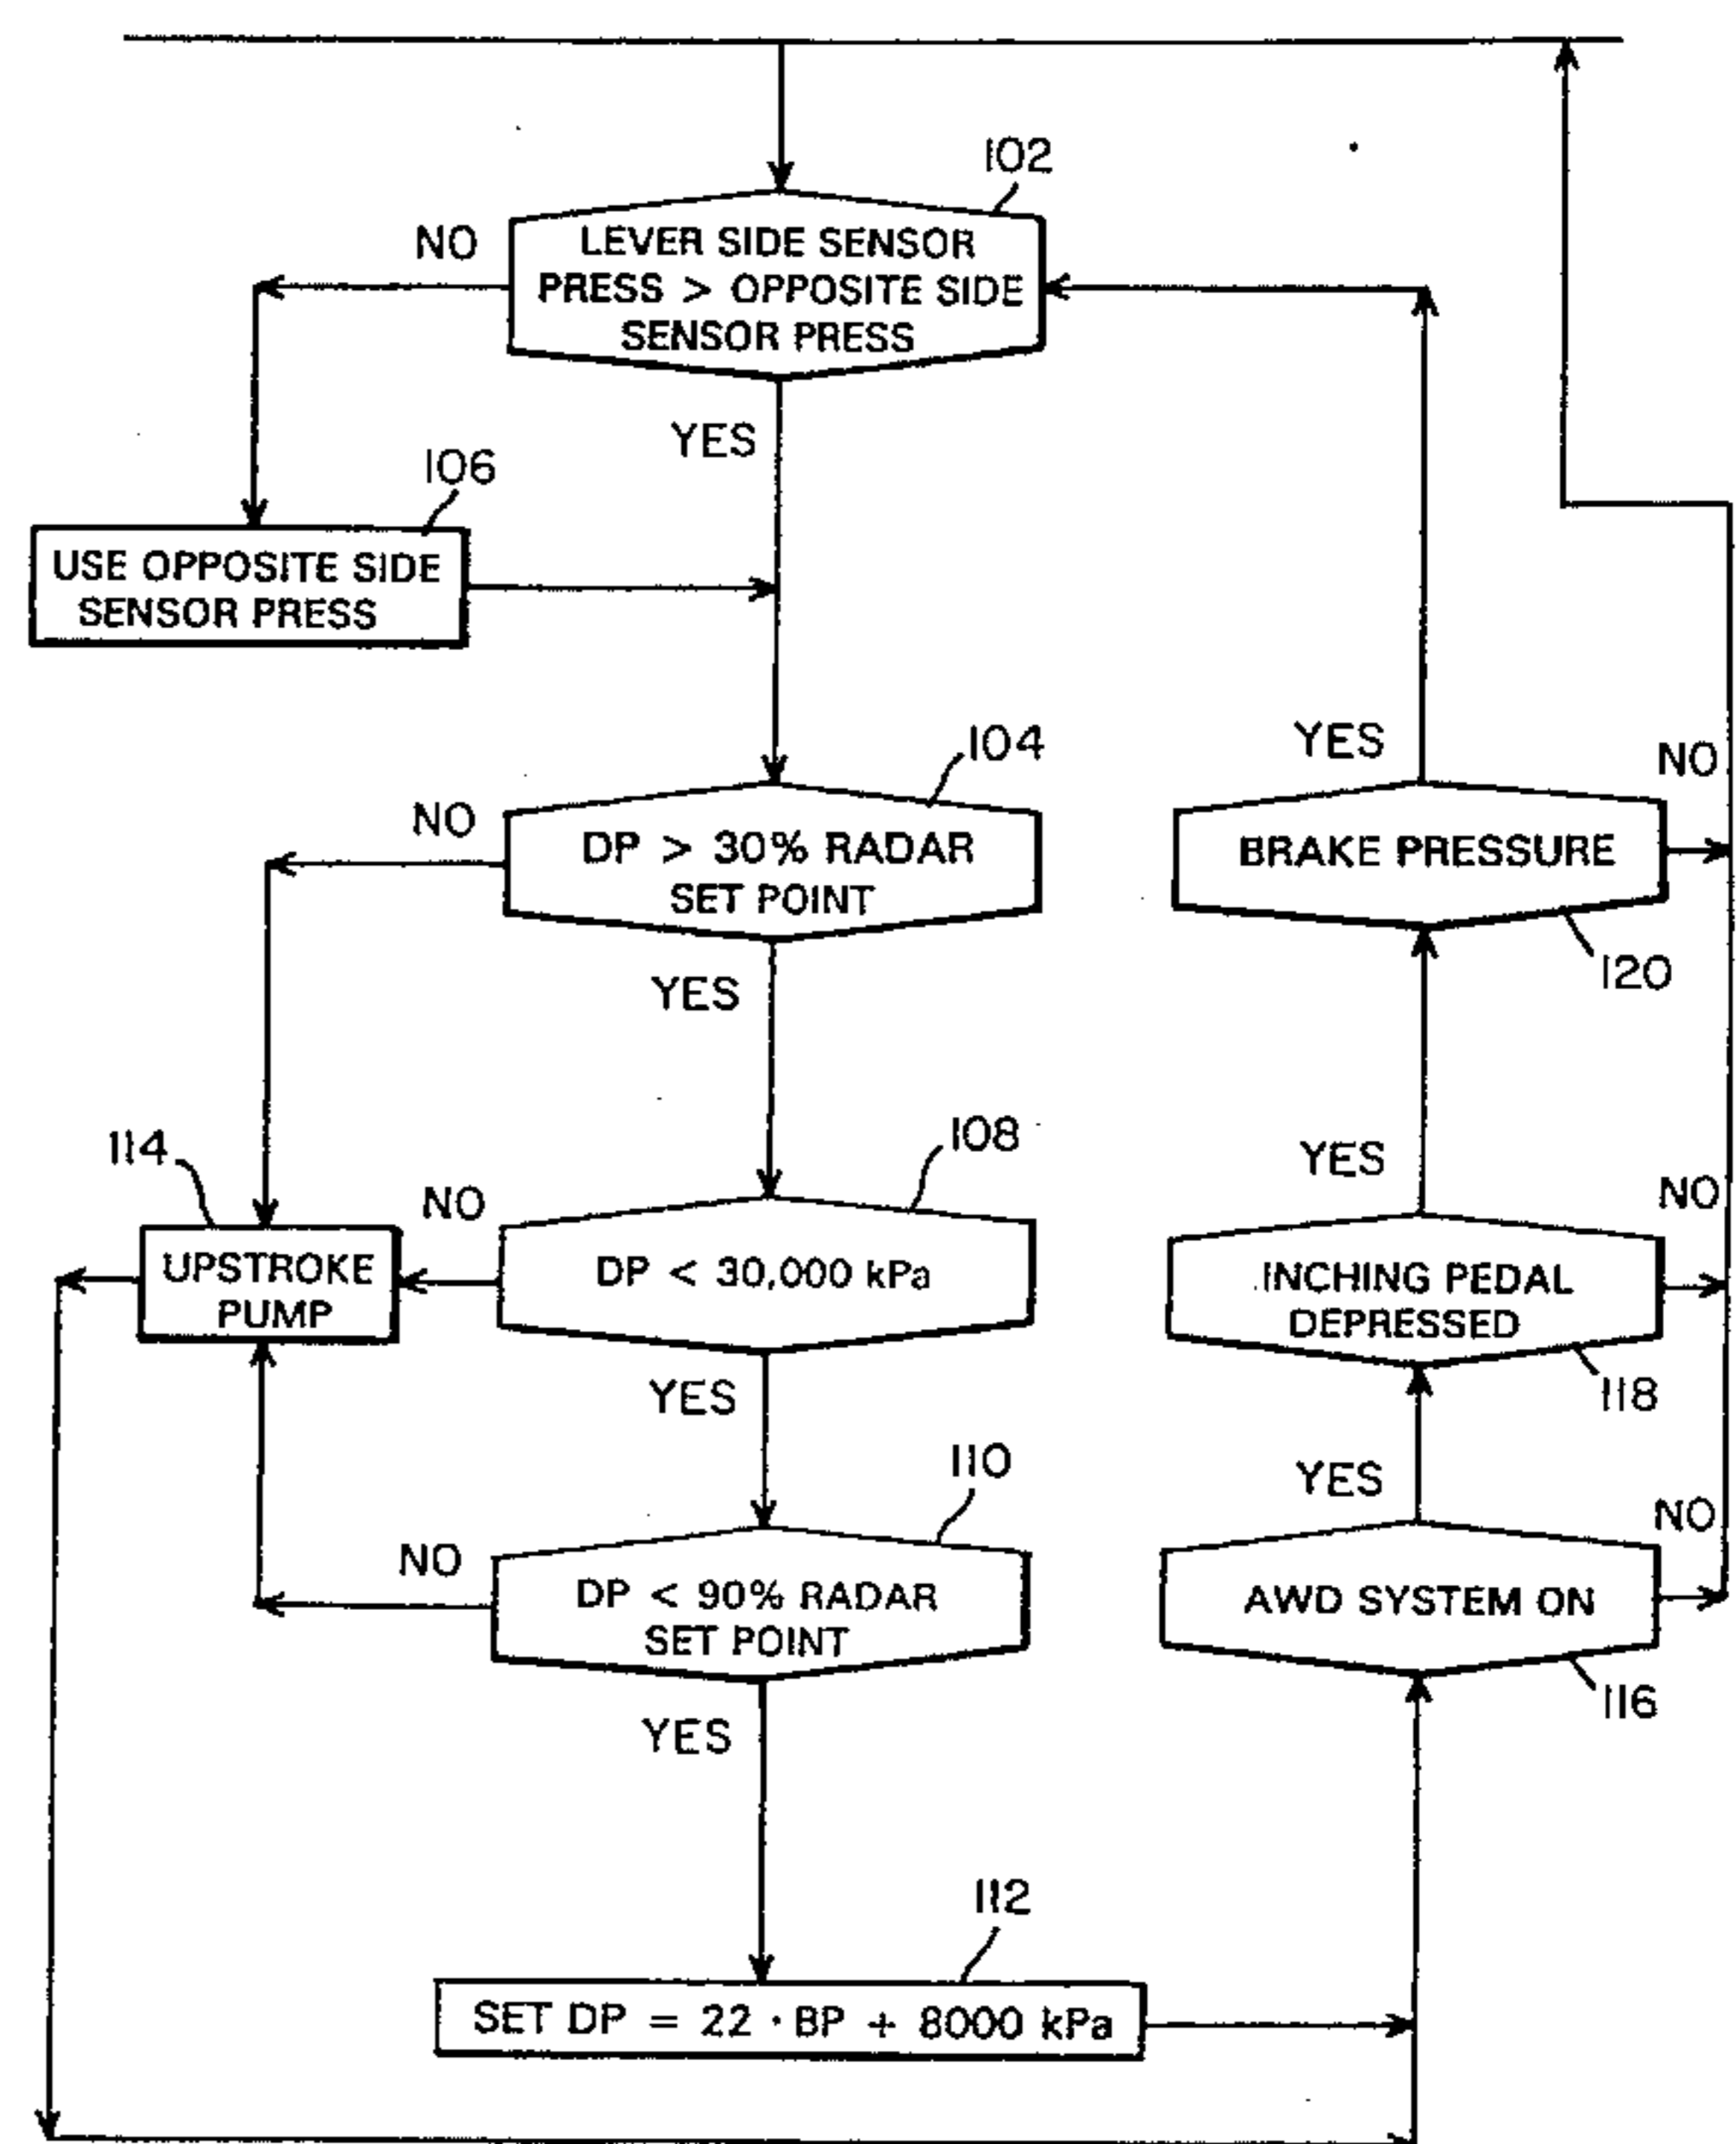 102
NO
LEVER SIDE SENSOR
PRESS > OPPOSITE SIDE
SENSOR PRESS
YES
106
USE OPPOSITE SIDE
SENSOR PRESS
104
NO
DP > 30% RADAR
SET POINT
YES
YES
NO
BRAKE PRESSURE
120
114
UPSTROKE
PUMP
108
NO
DP < 30,000 kPa
YES
YES
NO
INCHING PEDAL
DEPRESSED
118
110
NO
DP < 90% RADAR
SET POINT
YES
YES
NO
AWD SYSTEM ON
116
112
SET DP = 22 · BP + 8000 kPa